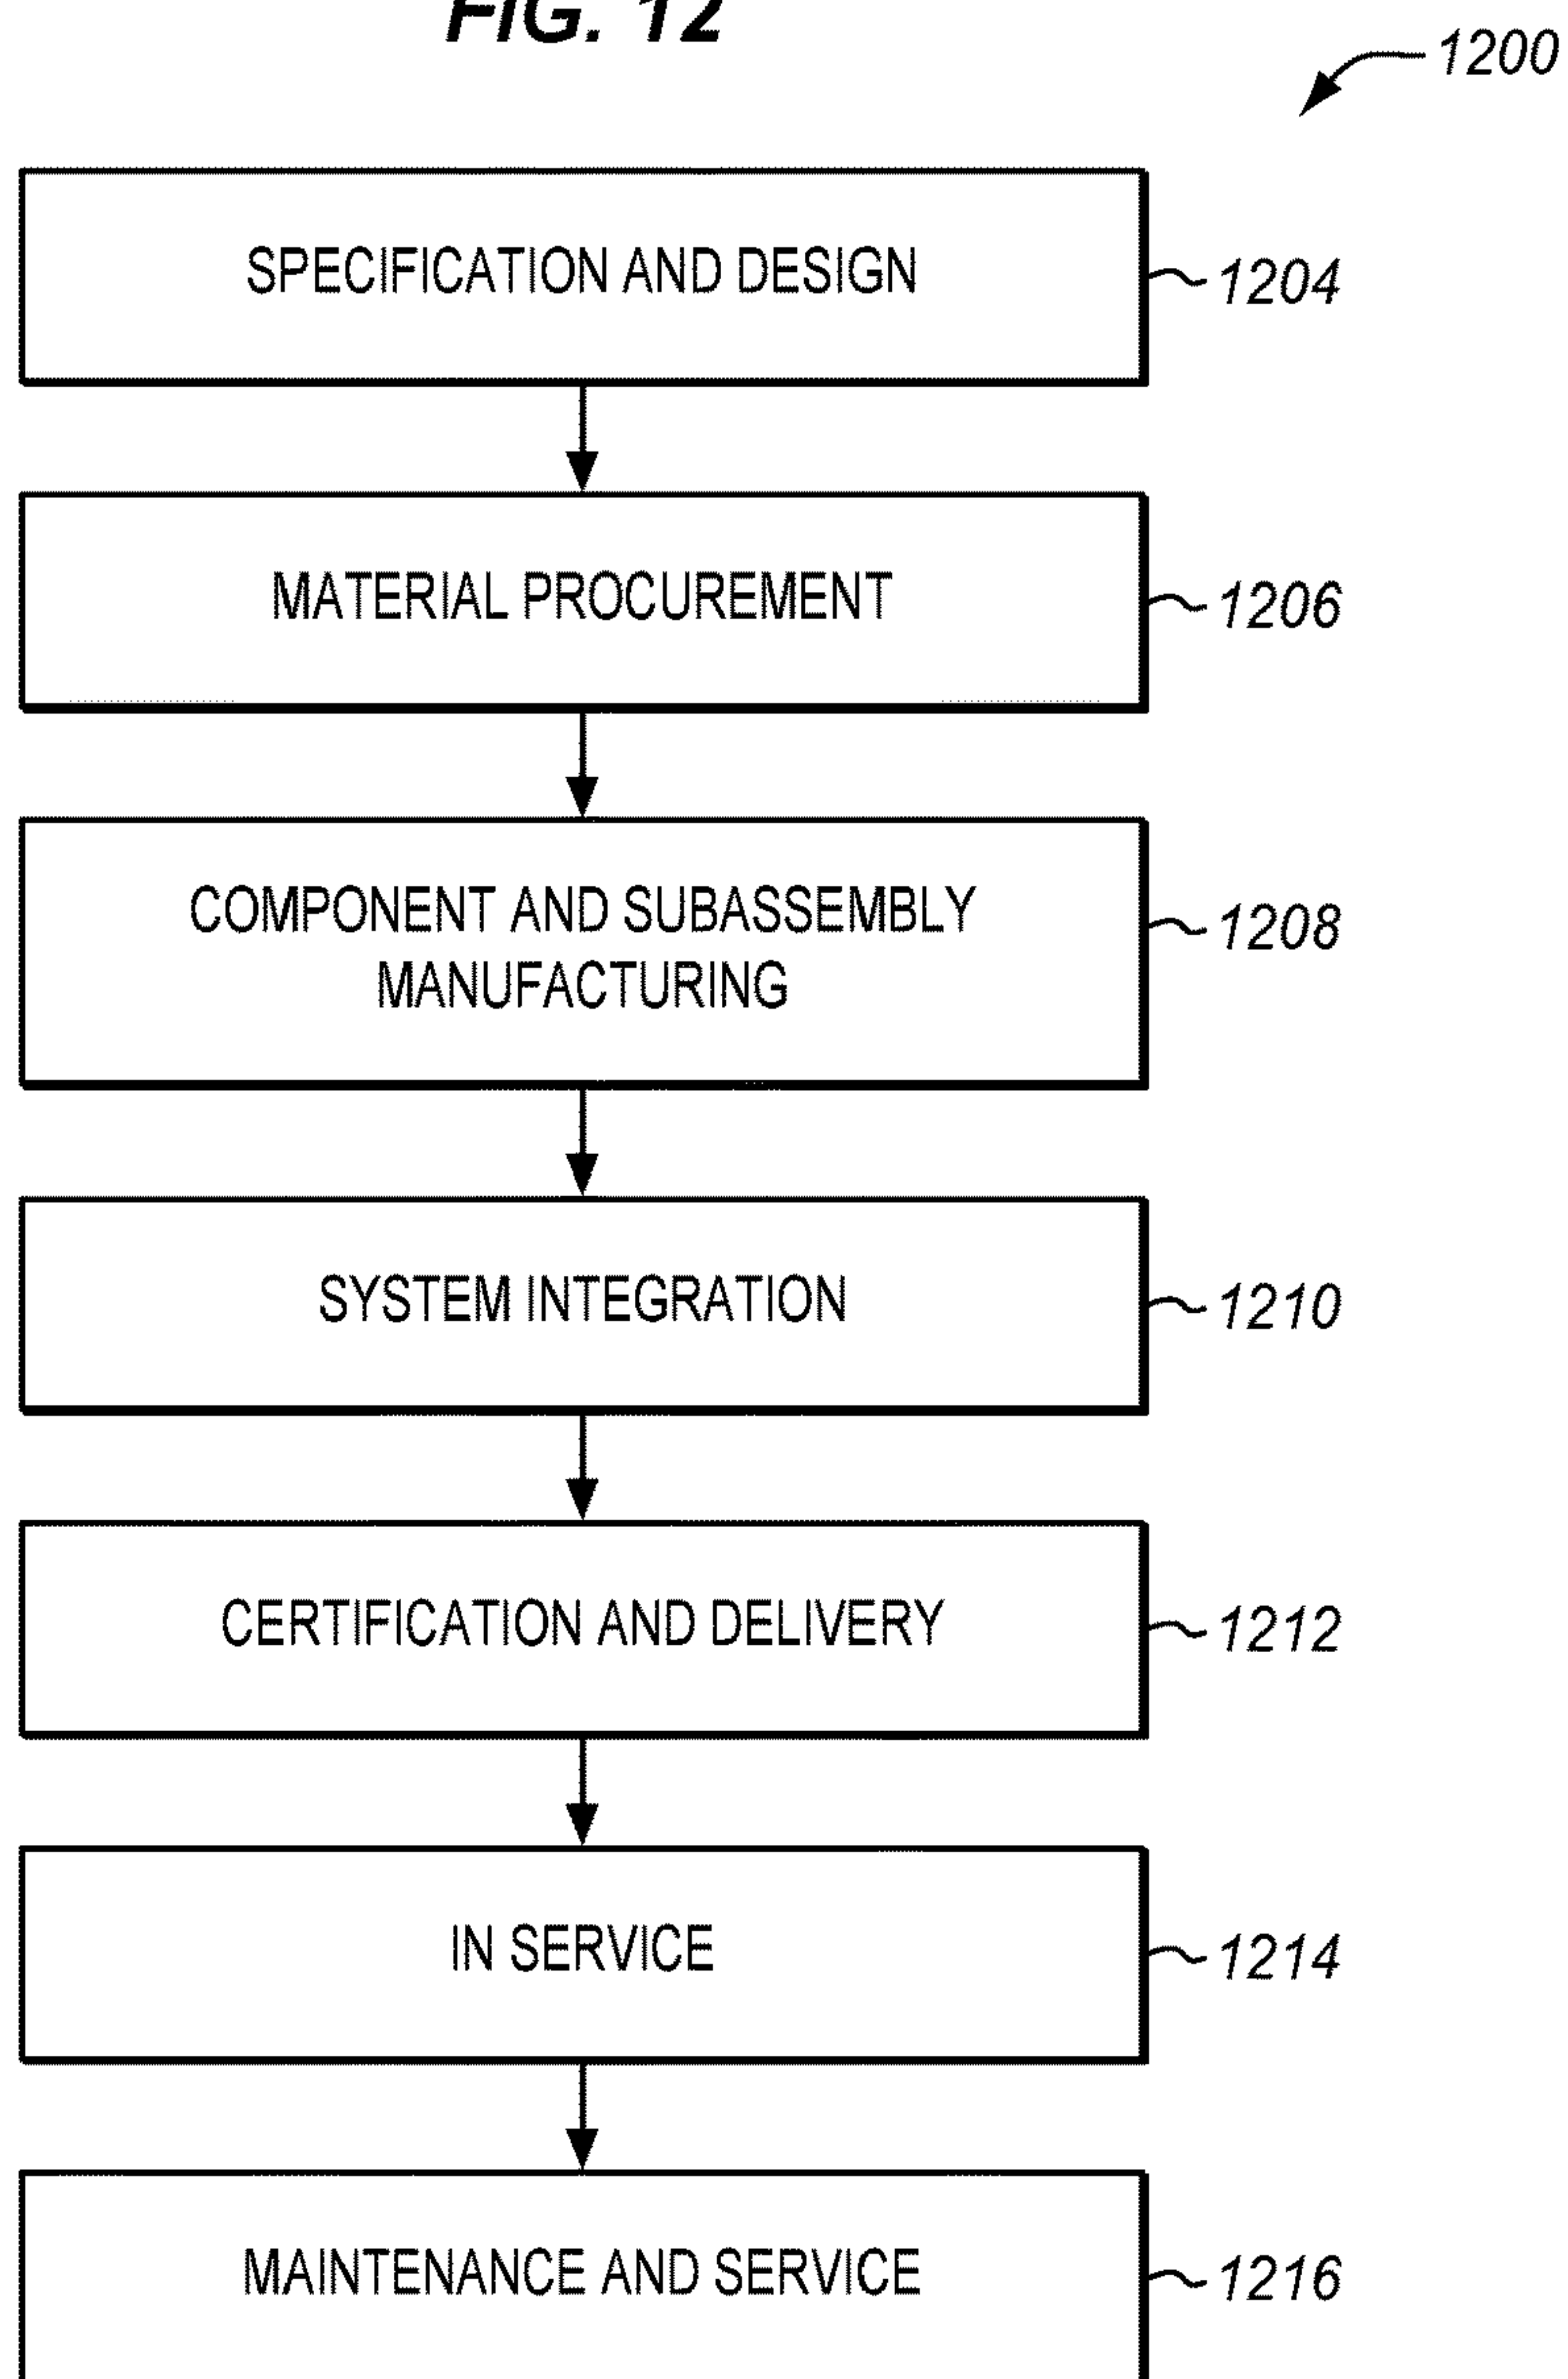 FIG. 12
1200
SPECIFICATION AND DESIGN
1204
MATERIAL PROCUREMENT
1206
COMPONENT AND SUBASSEMBLY
MANUFACTURING
1208
SYSTEM INTEGRATION
1210
CERTIFICATION AND DELIVERY
1212
IN SERVICE
1214
MAINTENANCE AND SERVICE
1216